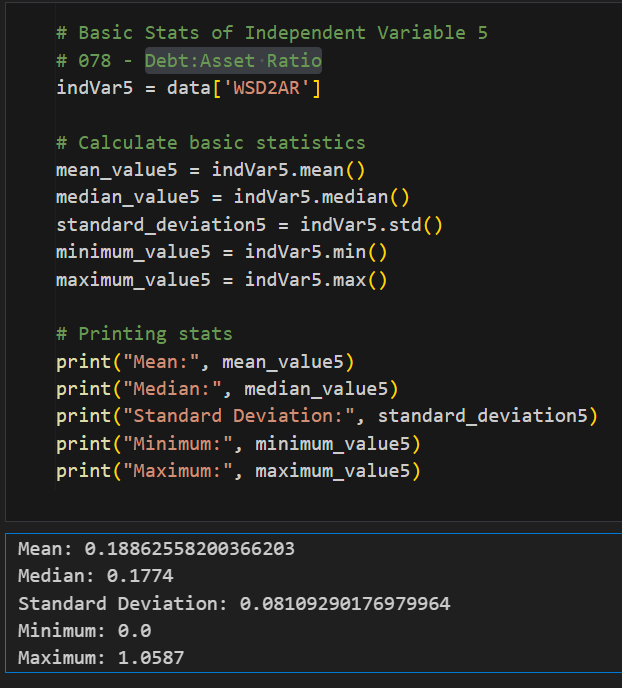 # Basic Stats of Independent Variable 5
# 078 - Debt:Asset Ratio
indVar5 = data['WSD2AR']
# Calculate basic statistics
mean_value5 = indVar5.mean()
median_value5 = indVar5.median()
standard_deviation5 = indVar5.std()
minimum_value5 = indVar5.min()
maximum_value5 = indVar5.max()
# Printing stats
print("Mean:", mean_value5)
print("Median:", median_value5)
print("Standard Deviation:", standard_deviation5)
print("Minimum:", minimum_value5)
print("Maximum:", maximum_value5)
Mean: 0.18862558200366203
Median: 0.1774
Standard Deviation: 0.08109290176979964
Minimum: 0.0
Maximum: 1.0587